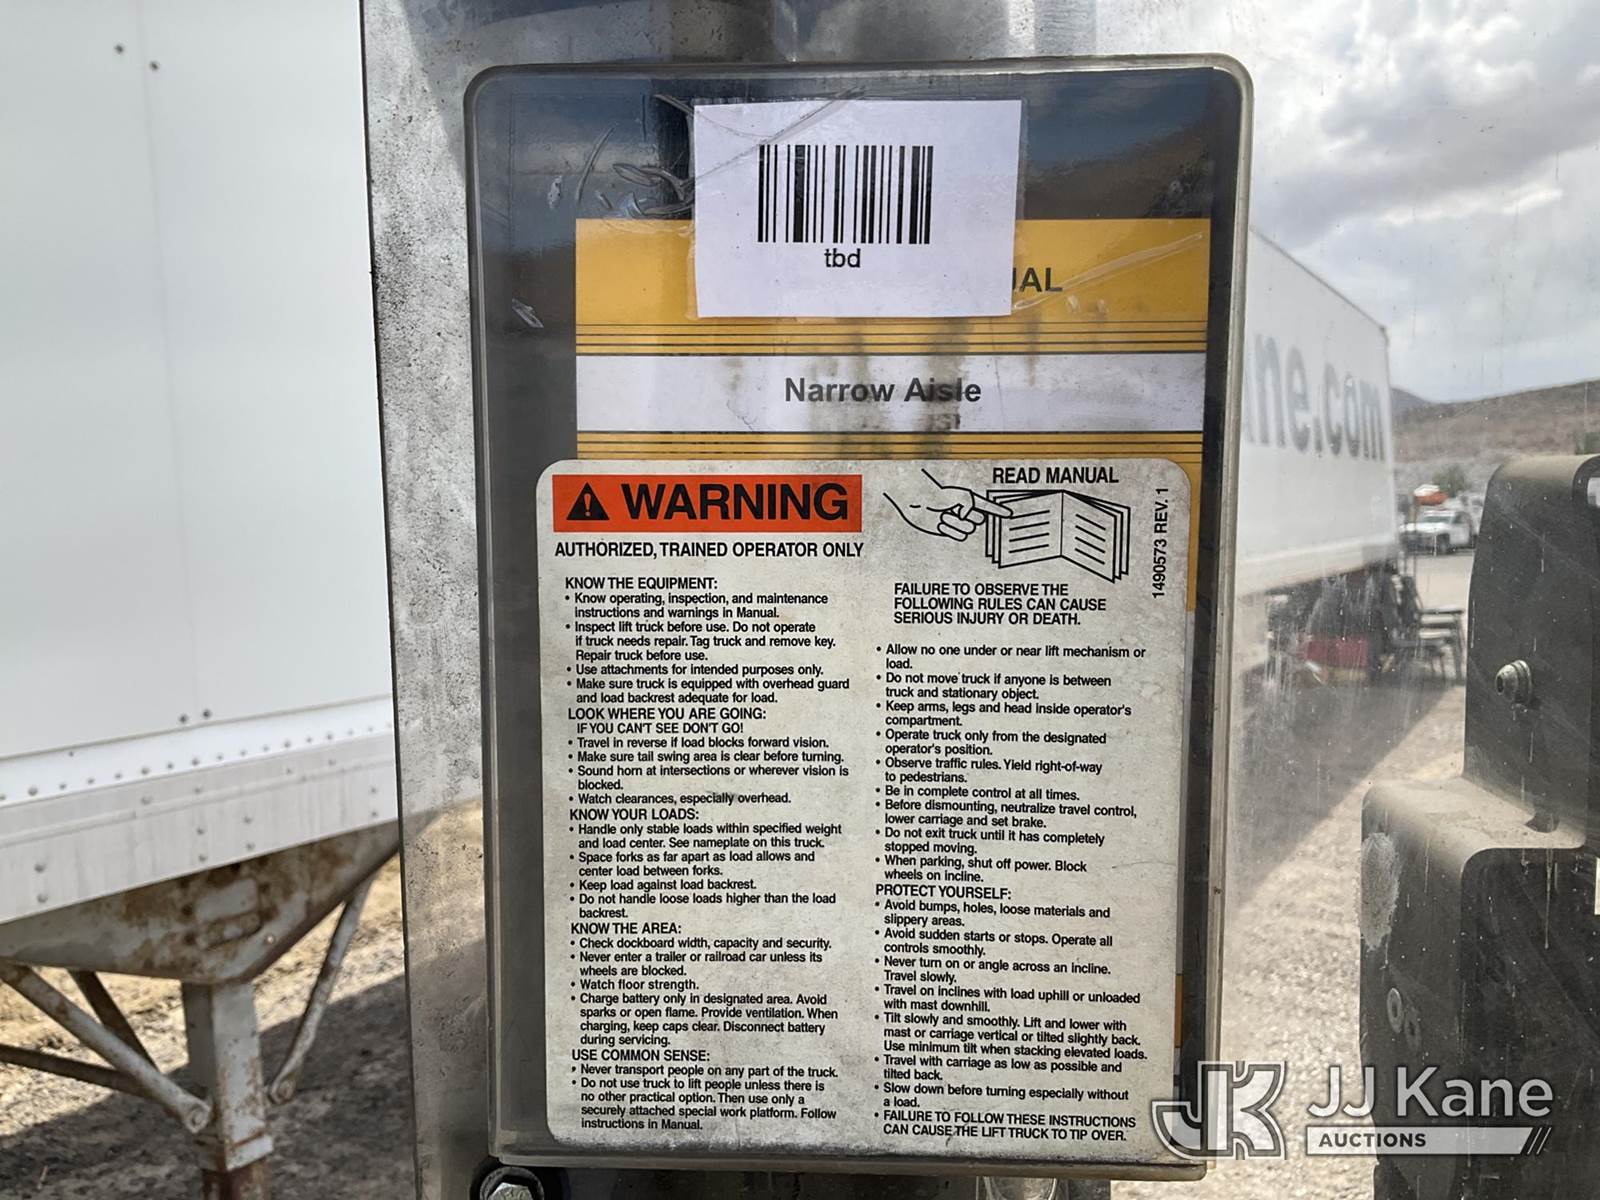 tbd
Narrow Aisle
WARNING
AUTHORIZED, TRAINED OPERATOR ONLY
READ MANUAL
1490573 REV. 1
KNOW THE EQUIPMENT:
• Know operating, inspection, and maintenance
instructions and warnings in Manual.
• Inspect lift truck before use. Do not operate
if truck needs repair. Tag truck and remove key.
Repair truck before use.
• Use attachments for intended purposes only.
• Make sure truck is equipped with overhead guard
and load backrest adequate for load.
LOOK WHERE YOU ARE GOING:
IF YOU CAN'T SEE DON'T GO!
• Travel in reverse if load blocks forward vision.
• Make sure tail swing area is clear before turning.
• Sound horn at intersections or wherever vision is
blocked.
• Watch clearances, especially overhead.
KNOW YOUR LOADS:
• Handle only stable loads within specified weight
and load center. See nameplate on this truck.
• Space forks as far apart as load allows and
center load between forks.
• Keep load against load backrest.
• Do not handle loose loads higher than the load
backrest.
KNOW THE AREA:
• Check dockboard width, capacity and security.
• Never enter a trailer or railroad car unless its
wheels are blocked.
• Watch floor strength.
• Charge battery only in designated area. Avoid
sparks or open flame. Provide ventilation. When
charging, keep caps clear. Disconnect battery
during servicing.
USE COMMON SENSE:
• Never transport people on any part of the truck.
• Do not use truck to lift people unless there is
no other practical option. Then use only a
securely attached special work platform. Follow
instructions in Manual.
FAILURE TO OBSERVE THE
FOLLOWING RULES CAN CAUSE
SERIOUS INJURY OR DEATH.
• Allow no one under or near lift mechanism or
load.
• Do not move truck if anyone is between
truck and stationary object.
• Keep arms, legs and head inside operator's
compartment.
• Operate truck only from the designated
operator's position.
• Observe traffic rules. Yield right-of-way
to pedestrians.
• Be in complete control at all times.
• Before dismounting, neutralize travel control,
lower carriage and set brake.
• Do not exit truck until it has completely
stopped moving.
• When parking, shut off power. Block
wheels on incline.
PROTECT YOURSELF:
• Avoid bumps, holes, loose materials and
slippery areas.
• Avoid sudden starts or stops. Operate all
controls smoothly.
• Never turn on or angle across an incline.
Travel slowly.
• Travel on inclines with load uphill or unloaded
with mast downhill.
• Tilt slowly and smoothly. Lift and lower with
mast or carriage vertical or tilted slightly back.
Use minimum tilt when stacking elevated loads.
• Travel with carriage as low as possible and
tilted back.
• Slow down before turning especially without
a load.
• FAILURE TO FOLLOW THESE INSTRUCTIONS
CAN CAUSE THE LIFT TRUCK TO TIP OVER.
ne.com
JJ Kane
AUCTIONS